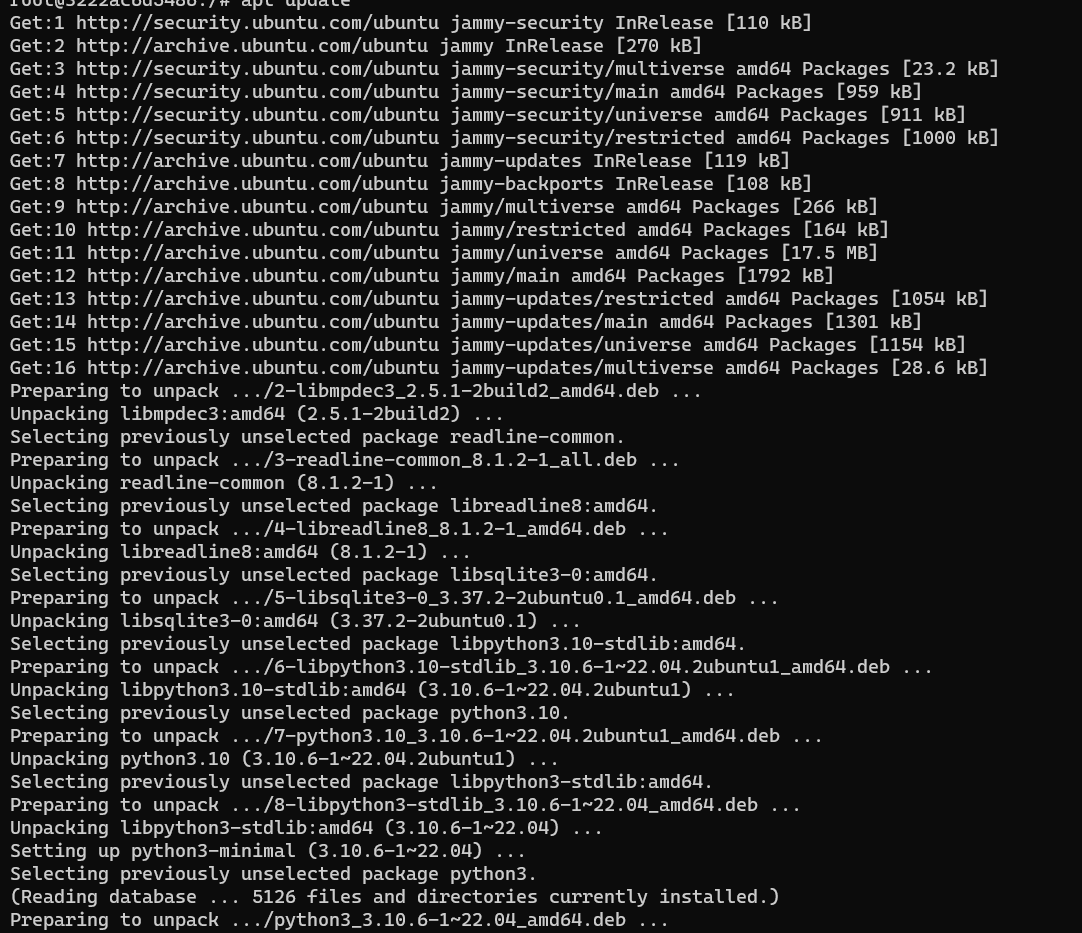 apt update
Get:1 http://security.ubuntu.com/ubuntu jammy-security InRelease [110 kB]
Get:2 http://archive.ubuntu.com/ubuntu jammy InRelease [270 kB]
Get:3 http://security.ubuntu.com/ubuntu jammy-security/multiverse amd64 Packages [23.2 kB]
Get:4 http://security.ubuntu.com/ubuntu jammy-security/main amd64 Packages [959 kB]
Get:5 http://security.ubuntu.com/ubuntu jammy-security/universe amd64 Packages [911 kB]
Get:6 http://security.ubuntu.com/ubuntu jammy-security/restricted amd64 Packages [1000 kB]
Get:7 http://archive.ubuntu.com/ubuntu jammy-updates InRelease [119 kB]
Get:8 http://archive.ubuntu.com/ubuntu jammy-backports InRelease [108 kB]
Get:9 http://archive.ubuntu.com/ubuntu jammy/multiverse amd64 Packages [266 kB]
Get:10 http://archive.ubuntu.com/ubuntu jammy/restricted amd64 Packages [164 kB]
Get:11 http://archive.ubuntu.com/ubuntu jammy/universe amd64 Packages [17.5 MB]
Get:12 http://archive.ubuntu.com/ubuntu jammy/main amd64 Packages [1792 kB]
Get:13 http://archive.ubuntu.com/ubuntu jammy-updates/restricted amd64 Packages [1054 kB]
Get:14 http://archive.ubuntu.com/ubuntu jammy-updates/main amd64 Packages [1301 kB]
Get:15 http://archive.ubuntu.com/ubuntu jammy-updates/universe amd64 Packages [1154 kB]
Get:16 http://archive.ubuntu.com/ubuntu jammy-updates/multiverse amd64 Packages [28.6 kB]
Preparing to unpack .../2-libmpdec3_2.5.1-2build2_amd64.deb ...
Unpacking libmpdec3:amd64 (2.5.1-2build2) ...
Selecting previously unselected package readline-common.
Preparing to unpack .../3-readline-common_8.1.2-1_all.deb ...
Unpacking readline-common (8.1.2-1) ...
Selecting previously unselected package libreadline8:amd64.
Preparing to unpack .../4-libreadline8_8.1.2-1_amd64.deb ...
Unpacking libreadline8:amd64 (8.1.2-1) ...
Selecting previously unselected package libsqlite3-0:amd64.
Preparing to unpack .../5-libsqlite3-0_3.37.2-2ubuntu0.1_amd64.deb ...
Unpacking libsqlite3-0:amd64 (3.37.2-2ubuntu0.1) ...
Selecting previously unselected package libpython3.10-stdlib:amd64.
Preparing to unpack .../6-libpython3.10-stdlib_3.10.6-1~22.04.2ubuntu1_amd64.deb ...
Unpacking libpython3.10-stdlib:amd64 (3.10.6-1~22.04.2ubuntu1) ...
Selecting previously unselected package python3.10.
Preparing to unpack .../7-python3.10_3.10.6-1~22.04.2ubuntu1_amd64.deb ...
Unpacking python3.10 (3.10.6-1~22.04.2ubuntu1) ...
Selecting previously unselected package libpython3-stdlib:amd64.
Preparing to unpack .../8-libpython3-stdlib_3.10.6-1~22.04_amd64.deb ...
Unpacking libpython3-stdlib:amd64 (3.10.6-1~22.04) ...
Setting up python3-minimal (3.10.6-1~22.04) ...
Selecting previously unselected package python3.
(Reading database ... 5126 files and directories currently installed.)
Preparing to unpack .../python3_3.10.6-1~22.04_amd64.deb ...